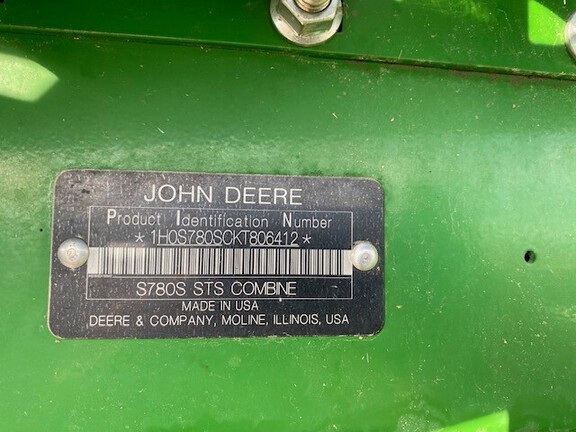 JOHN DEERE
Product Identification Number
*1H0S780SCKT806412*
S780S STS COMBINE
MADE IN USA
DEERE & COMPANY, MOLINE, ILLINOIS, USA